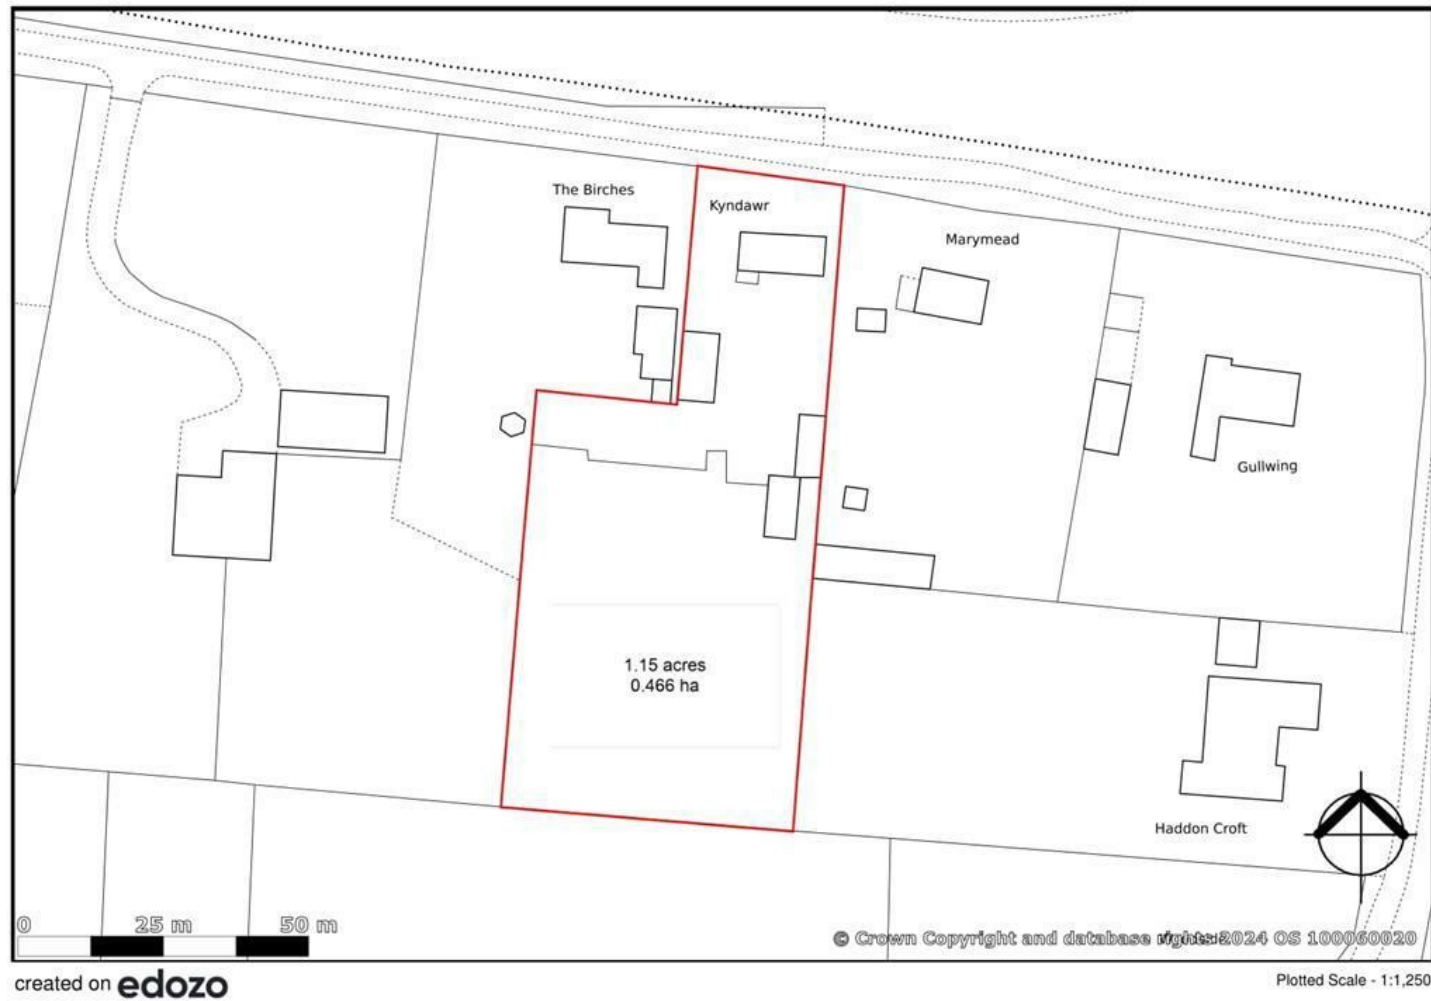 The Birches
Kyndawr
Marymead
Gullwing
1.15 acres
0.466 ha
Haddon Croft
0 25 m 50 m
© Crown Copyright and database rights 2024 OS 100060020
created on edozo
Plotted Scale - 1:1,250